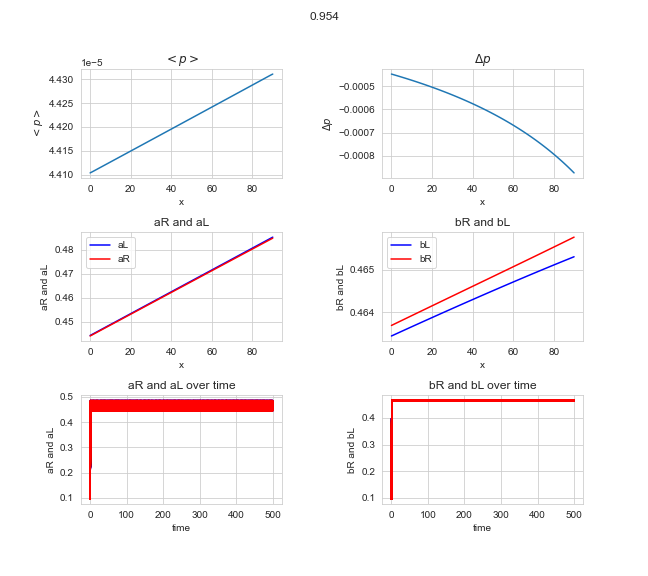 0.954
< p >
1e−5
4.430
4.425
4.420
4.415
4.410
< p >
0 20 40 60 80
x
Δp
−0.0005
−0.0006
−0.0007
−0.0008
Δp
0 20 40 60 80
x
aR and aL
aL
aR
0.48
0.47
0.46
0.45
aR and aL
0 20 40 60 80
x
bR and bL
bL
bR
0.465
0.464
bR and bL
0 20 40 60 80
x
aR and aL over time
0.5
0.4
0.3
0.2
0.1
aR and aL
0 100 200 300 400 500
time
bR and bL over time
0.4
0.3
0.2
0.1
bR and bL
0 100 200 300 400 500
time